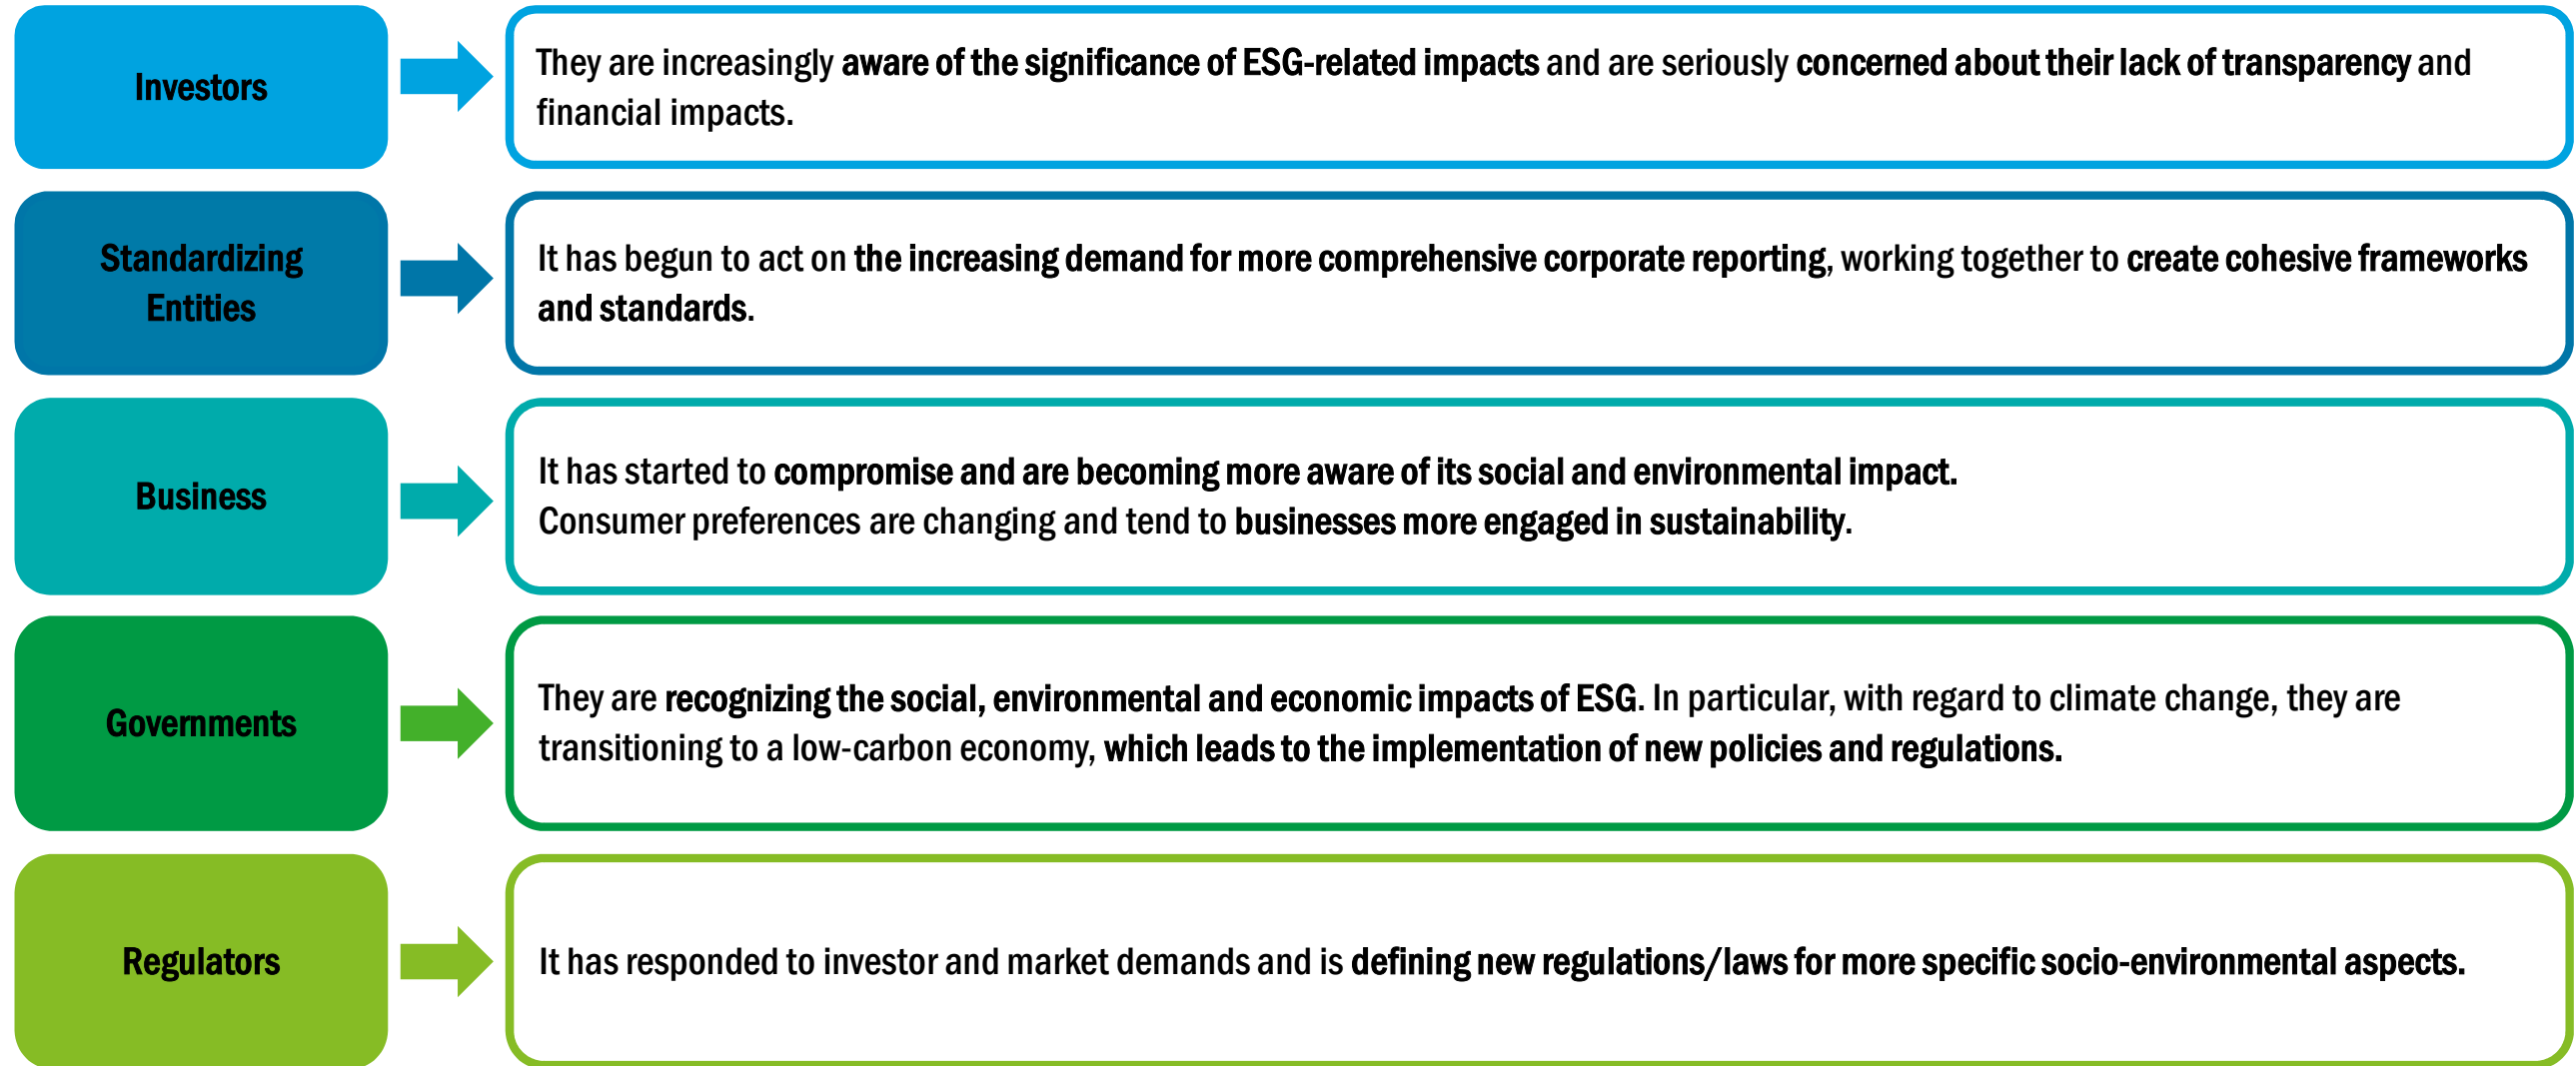 Investors
They are increasingly aware of the significance of ESG-related impacts and are seriously concerned about their lack of transparency and
financial impacts.
Standardizing
Entities
It has begun to act on the increasing demand for more comprehensive corporate reporting, working together to create cohesive frameworks
and standards.
Business
It has started to compromise and are becoming more aware of its social and environmental impact.
Consumer preferences are changing and tend to businesses more engaged in sustainability.
Governments
They are recognizing the social, environmental and economic impacts of ESG. In particular, with regard to climate change, they are
transitioning to a low-carbon economy, which leads to the implementation of new policies and regulations.
Regulators
It has responded to investor and market demands and is defining new regulations/laws for more specific socio-environmental aspects.